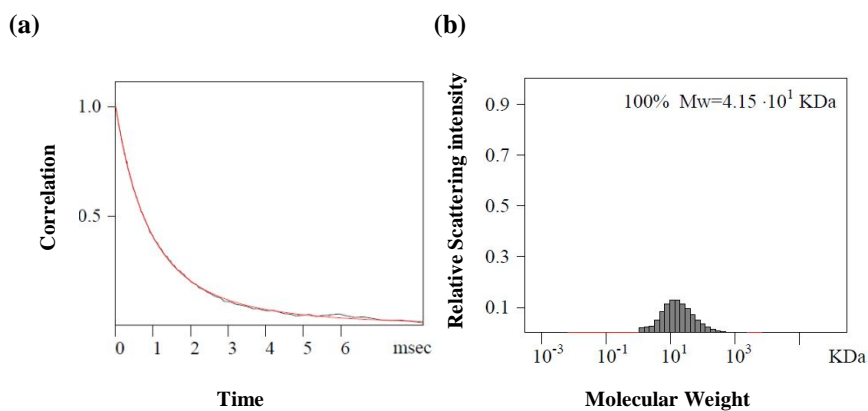 (a)
Correlation
1.0
0.5
0 1 2 3 4 5 6 msec
Time
(b)
Relative Scattering intensity
100% Mw=4.15 ·10¹ KDa
0.9
0.7
0.5
0.3
0.1
10⁻³ 10⁻¹ 10¹ 10³ KDa
Molecular Weight